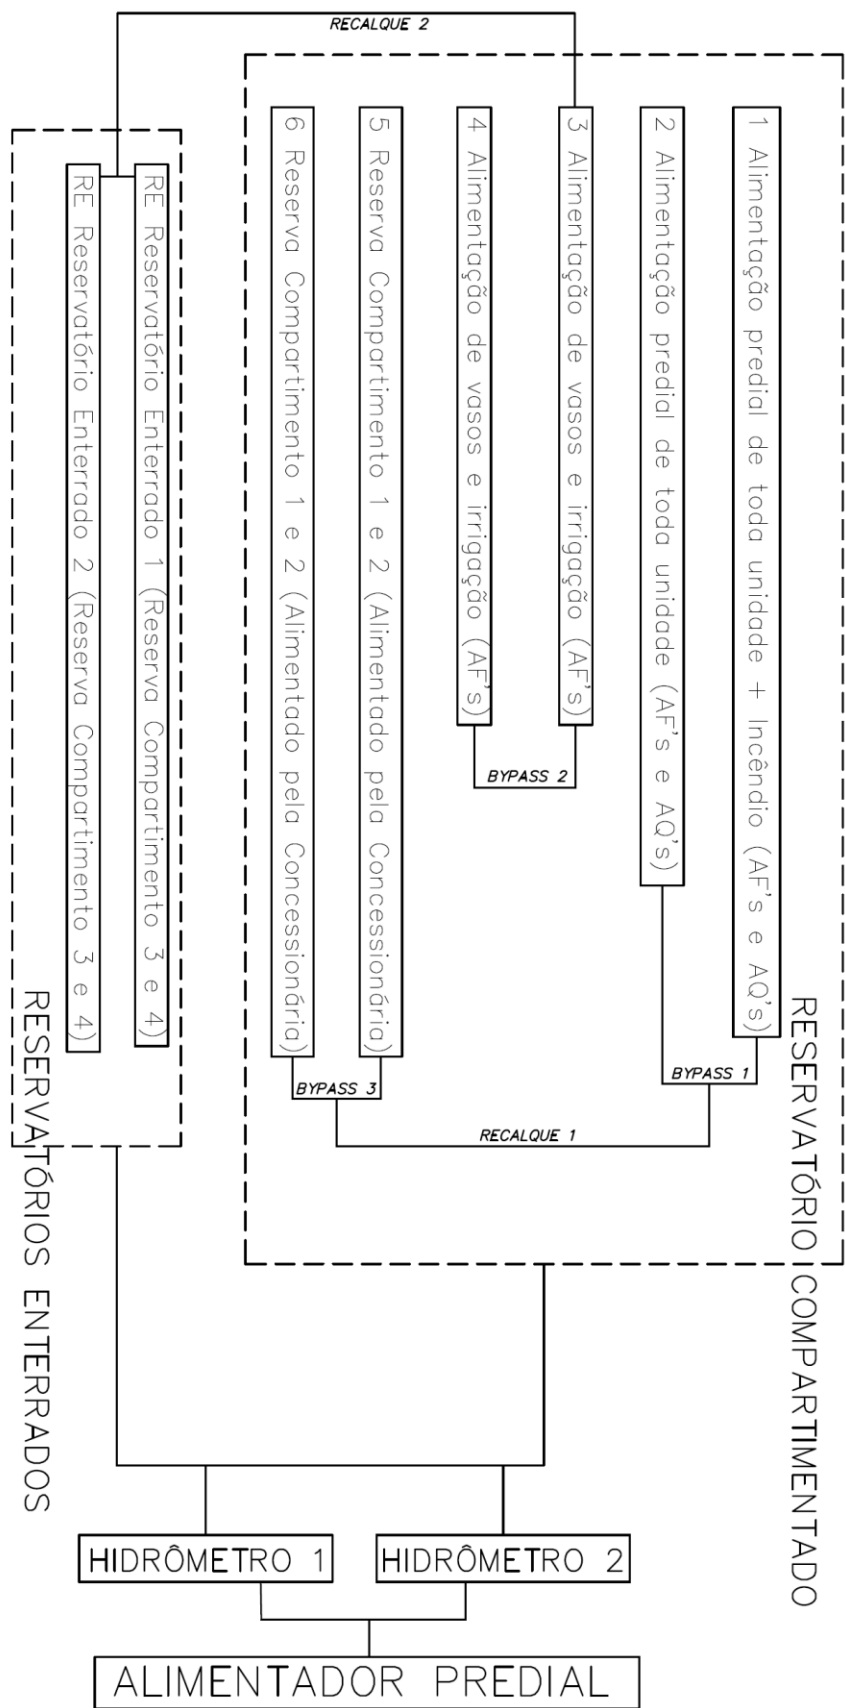 RECALQUE 2
1 Alimentação predial de toda unidade + Incêndio (AF's e AQ's)
2 Alimentação predial de toda unidade (AF's e AQ's)
3 Alimentação de vasos e irrigação (AF's)
4 Alimentação de vasos e irrigação (AF's)
5 Reserva Compartimento 1 e 2 (Alimentado pela Concessionária)
6 Reserva Compartimento 1 e 2 (Alimentado pela Concessionária)
RE Reservatório Enterrado 1 (Reserva Compartimento 3 e 4)
RE Reservatório Enterrado 2 (Reserva Compartimento 3 e 4)
BYPASS 2
BYPASS 1
BYPASS 3
RECALQUE 1
RESERVATÓRIO COMPARTIMENTADO
RESERVATÓRIOS ENTERRADOS
HIDRÔMETRO 1
HIDRÔMETRO 2
ALIMENTADOR PREDIAL